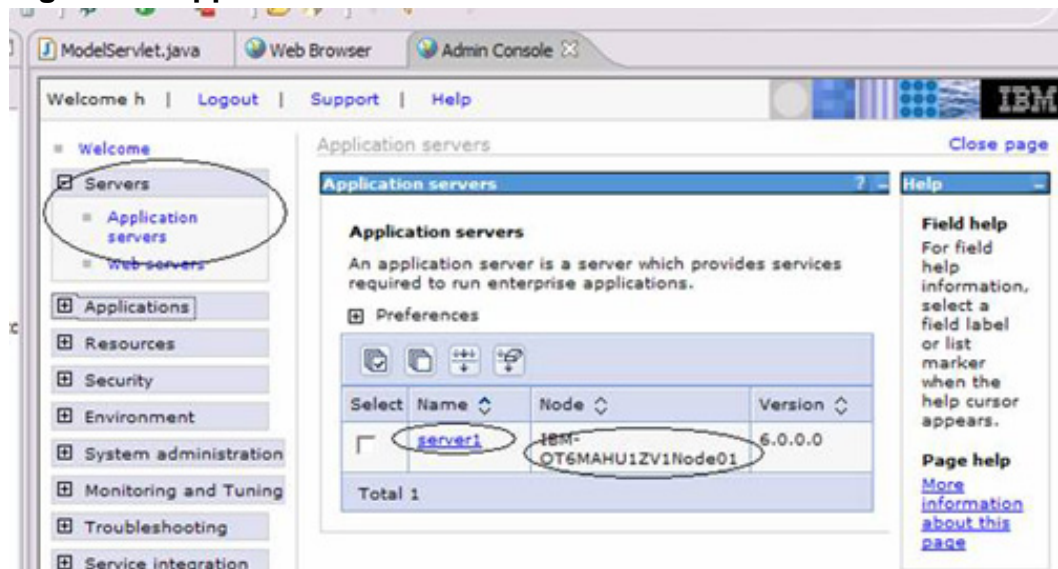 ModelServlet.java Web Browser Admin Console
Welcome h | Logout | Support | Help IBM
Welcome
Servers
Application
servers
Web servers
Applications
Resources
Security
Environment
System administration
Monitoring and Tuning
Troubleshooting
Service integration
Application servers Close page
Application servers ? -
Application servers
An application server is a server which provides services
required to run enterprise applications.
Preferences
Select Name Node Version
server1 IBM- 6.0.0.0
OT6MAHU1ZV1Node01
Total 1
Help -
Field help
For field
help
information,
select a
field label
or list
marker
when the
help cursor
appears.
Page help
More
information
about this
page